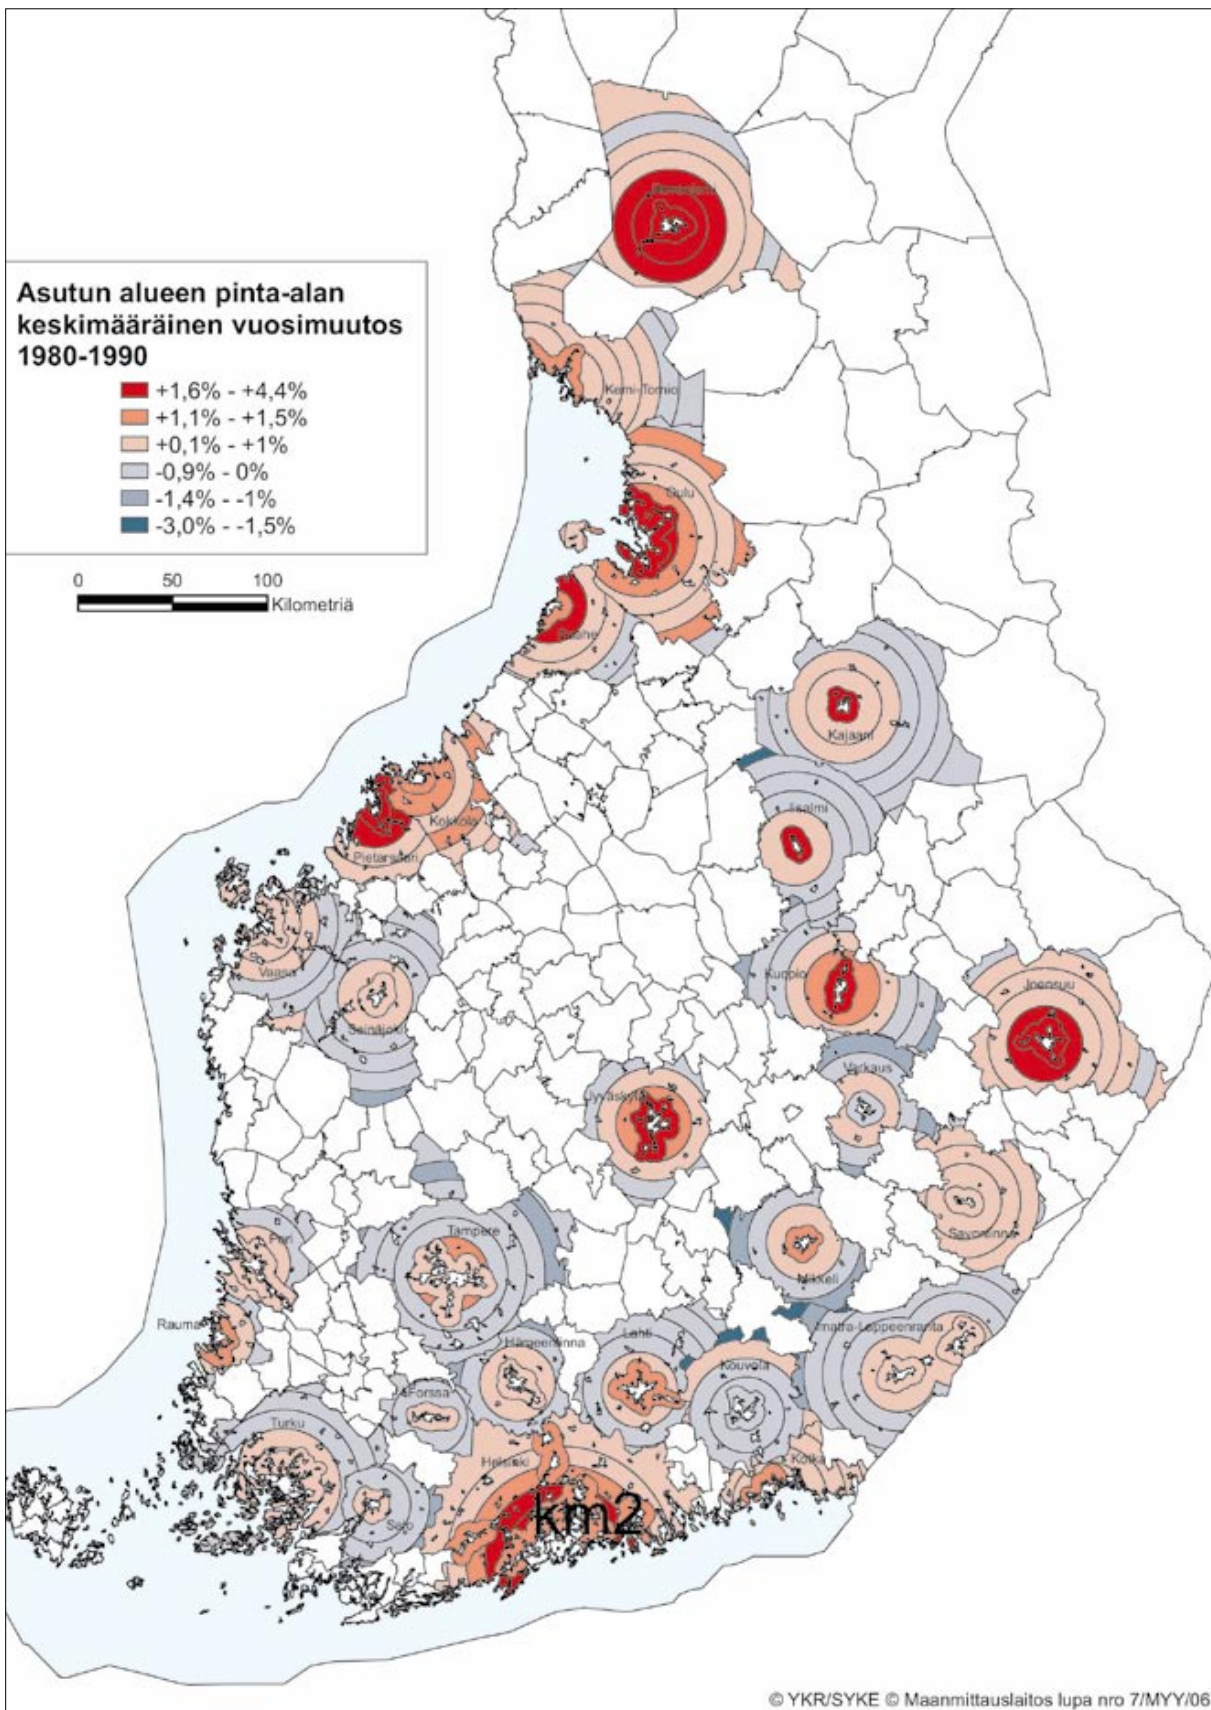 Asutun alueen pinta-alan
keskimääräinen vuosimuutos
1980-1990
+1,6% - +4,4%
+1,1% - +1,5%
+0,1% - +1%
-0,9% - 0%
-1,4% - -1%
-3,0% - -1,5%
0 50 100
Kilometriä
Rovaniemi
Kemi-Tornio
Oulu
Raahe
Kajaani
Iisalmi
Kokkola
Pietarsaari
Vaasa
Seinäjoki
Kuopio
Joensuu
Varkaus
Jyväskylä
Savonlinna
Pori
Tampere
Mikkeli
Rauma
Hämeenlinna
Lahti
Imatra-Lappeenranta
Kouvola
Forssa
Turku
Helsinki
Kotka
Salo
km2
© YKR/SYKE © Maanmittauslaitos lupa nro 7/MYY/06